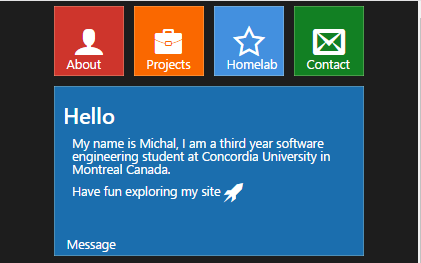 About Projects Homelab Contact
Hello
My name is Michal, I am a third year software
engineering student at Concordia University in
Montreal Canada.
Have fun exploring my site
Message